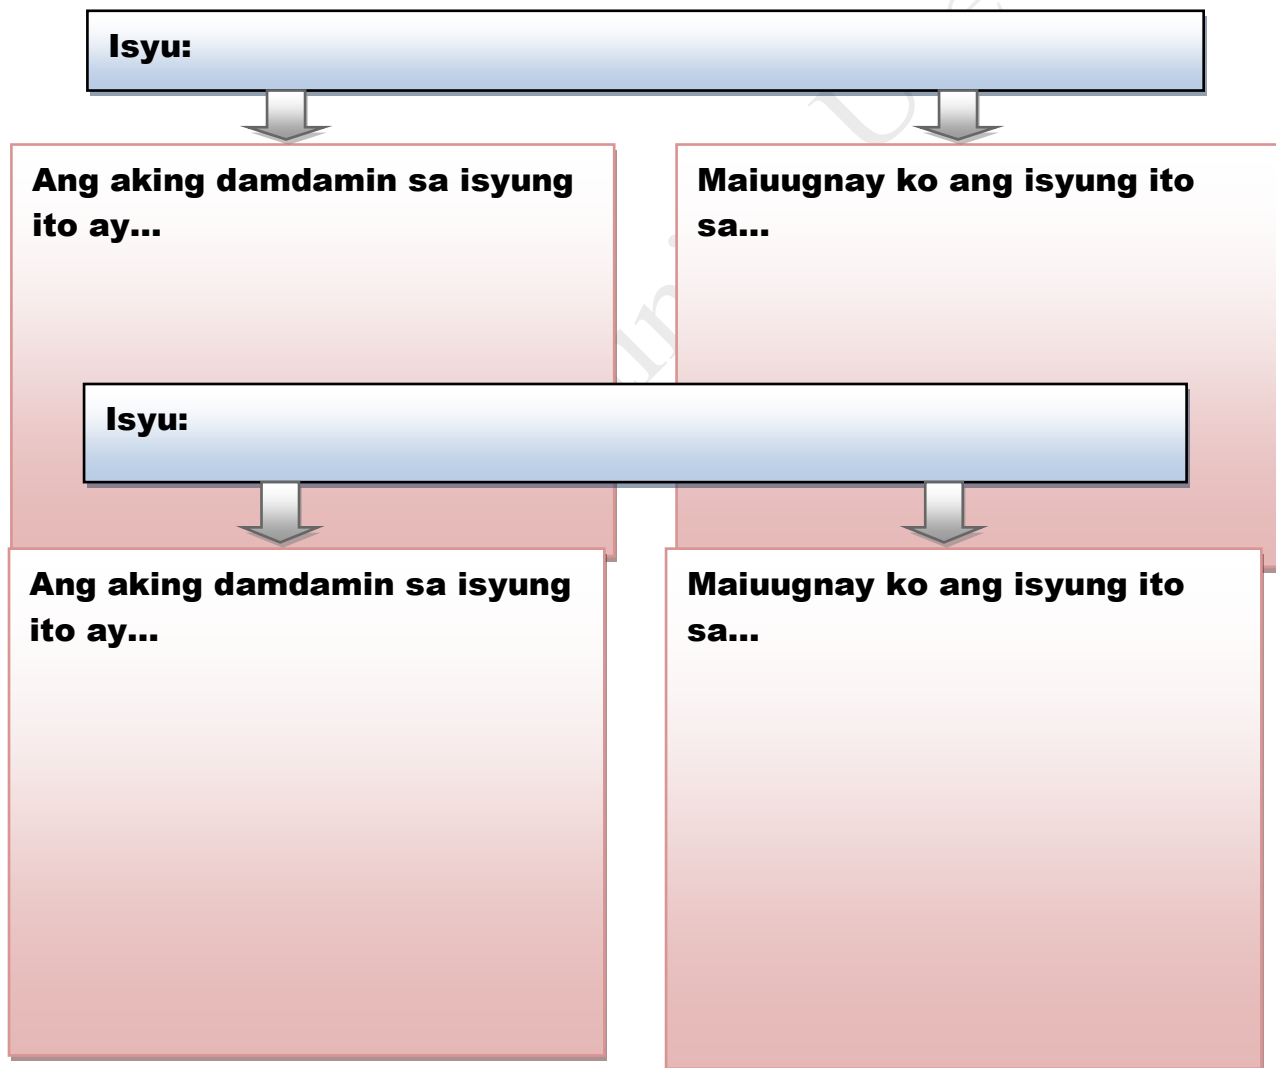 Isyu:
Ang aking damdamin sa isyung
ito ay...
Maiuugnay ko ang isyung ito
sa...
Isyu:
Ang aking damdamin sa isyung
ito ay...
Maiuugnay ko ang isyung ito
sa...